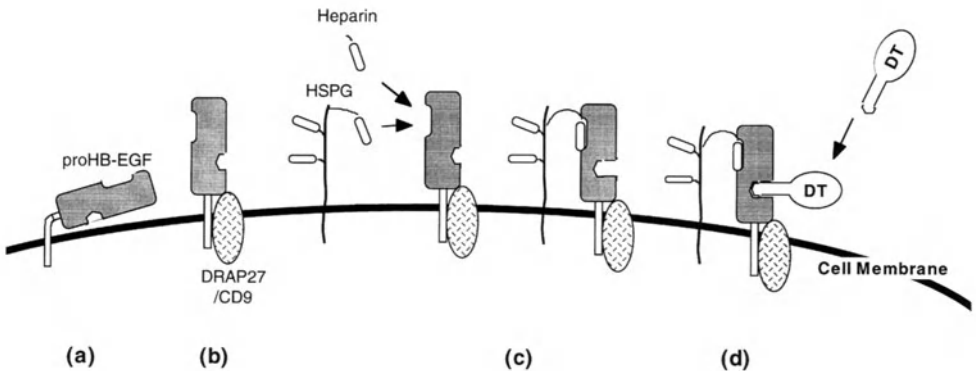 Heparin
HSPG
proHB-EGF
DT
DT
DRAP27
/CD9
Cell Membrane
(a)
(b)
(c)
(d)